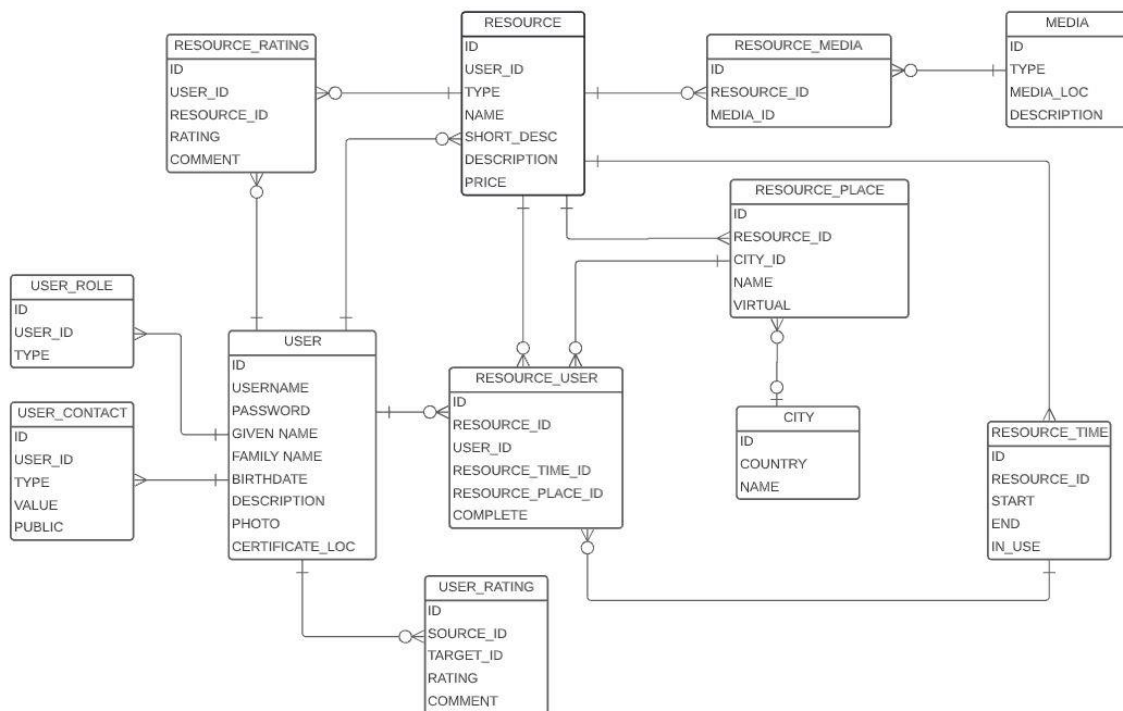 RESOURCE
ID
USER_ID
TYPE
NAME
SHORT_DESC
DESCRIPTION
PRICE
MEDIA
ID
TYPE
MEDIA_LOC
DESCRIPTION
RESOURCE_RATING
ID
USER_ID
RESOURCE_ID
RATING
COMMENT
RESOURCE_MEDIA
ID
RESOURCE_ID
MEDIA_ID
RESOURCE_PLACE
ID
RESOURCE_ID
CITY_ID
NAME
VIRTUAL
USER_ROLE
ID
USER_ID
TYPE
USER
ID
USERNAME
PASSWORD
GIVEN NAME
FAMILY NAME
BIRTHDATE
DESCRIPTION
PHOTO
CERTIFICATE_LOC
RESOURCE_USER
ID
RESOURCE_ID
USER_ID
RESOURCE_TIME_ID
RESOURCE_PLACE_ID
COMPLETE
USER_CONTACT
ID
USER_ID
TYPE
VALUE
PUBLIC
CITY
ID
COUNTRY
NAME
RESOURCE_TIME
ID
RESOURCE_ID
START
END
IN_USE
USER_RATING
ID
SOURCE_ID
TARGET_ID
RATING
COMMENT